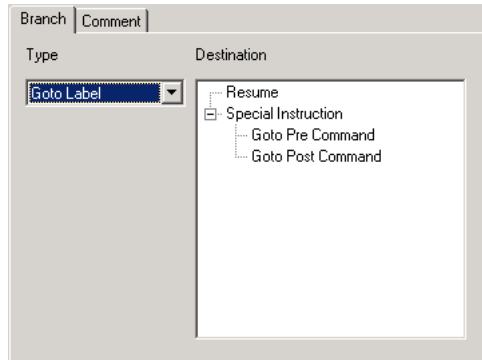 Branch Comment
Type Destination
Goto Label
Resume
Special Instruction
Goto Pre Command
Goto Post Command